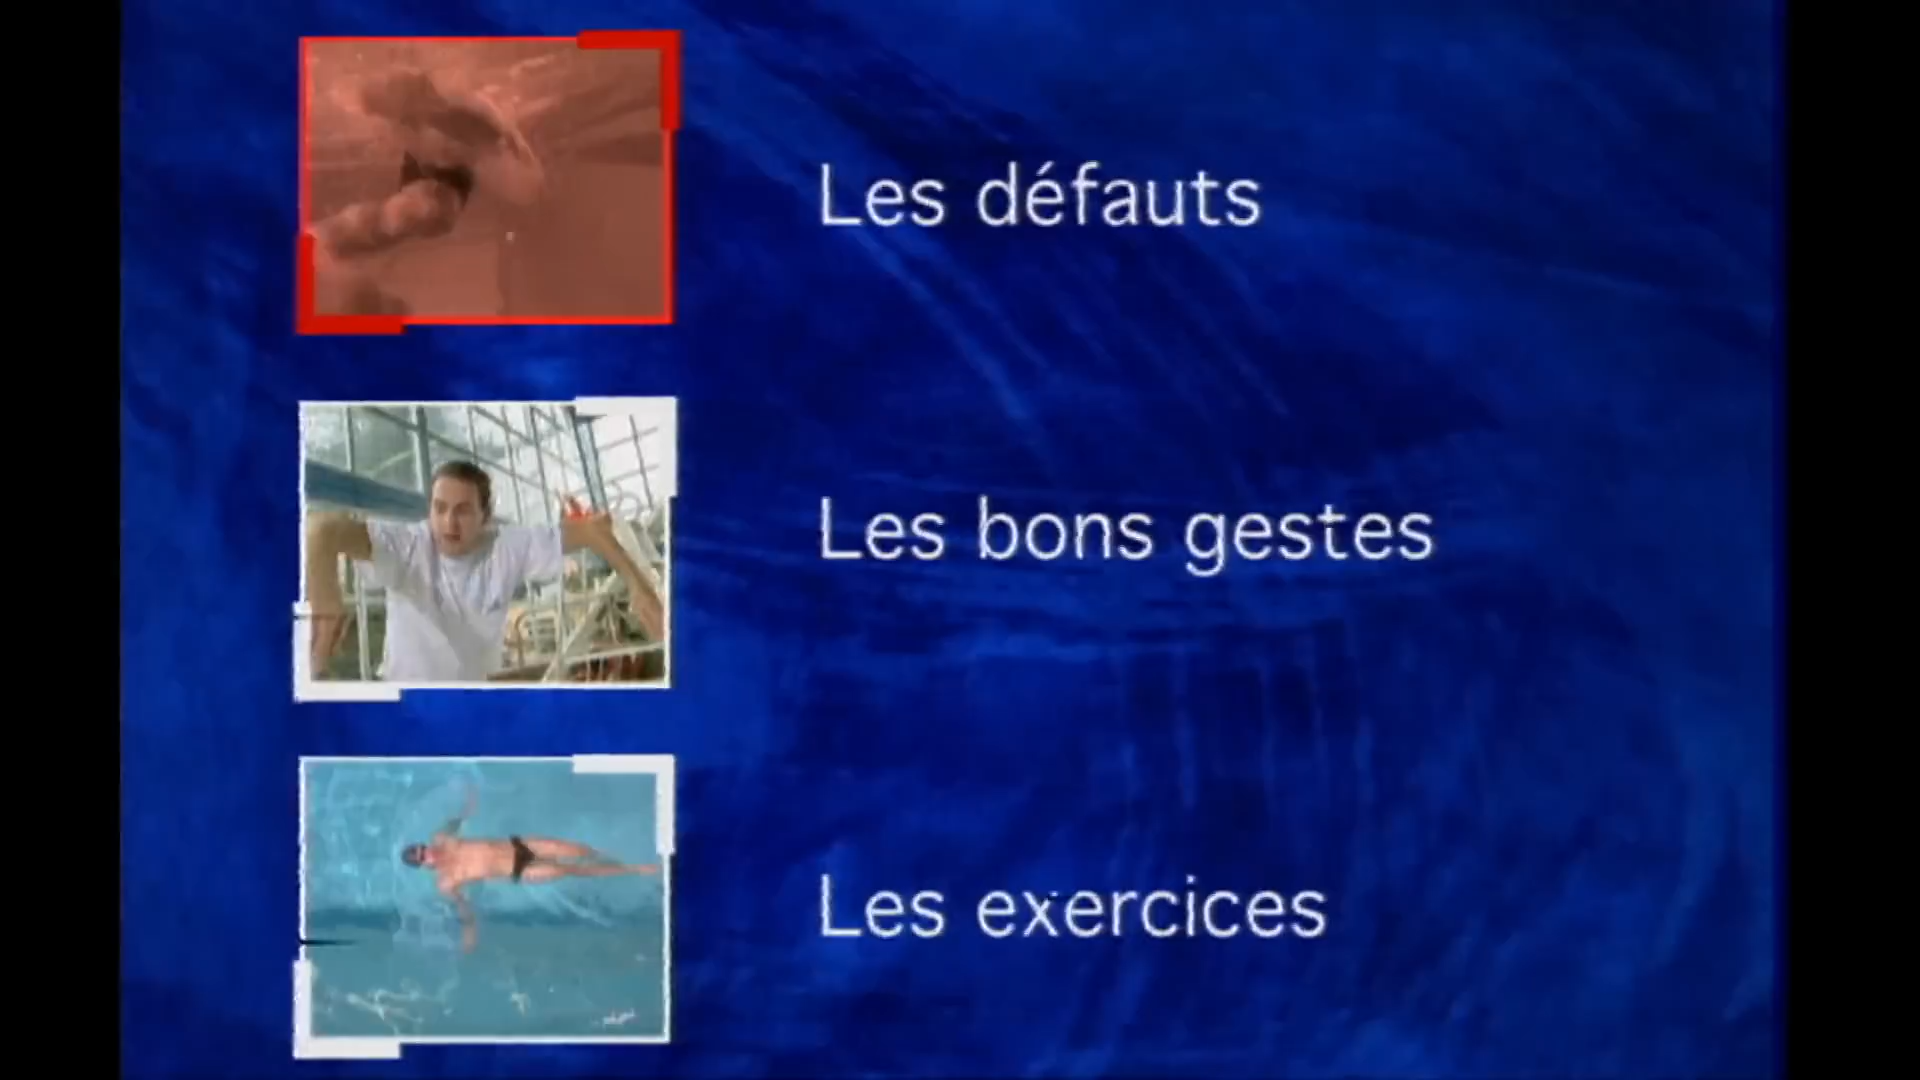 Les défauts
Les bons gestes
Les exercices